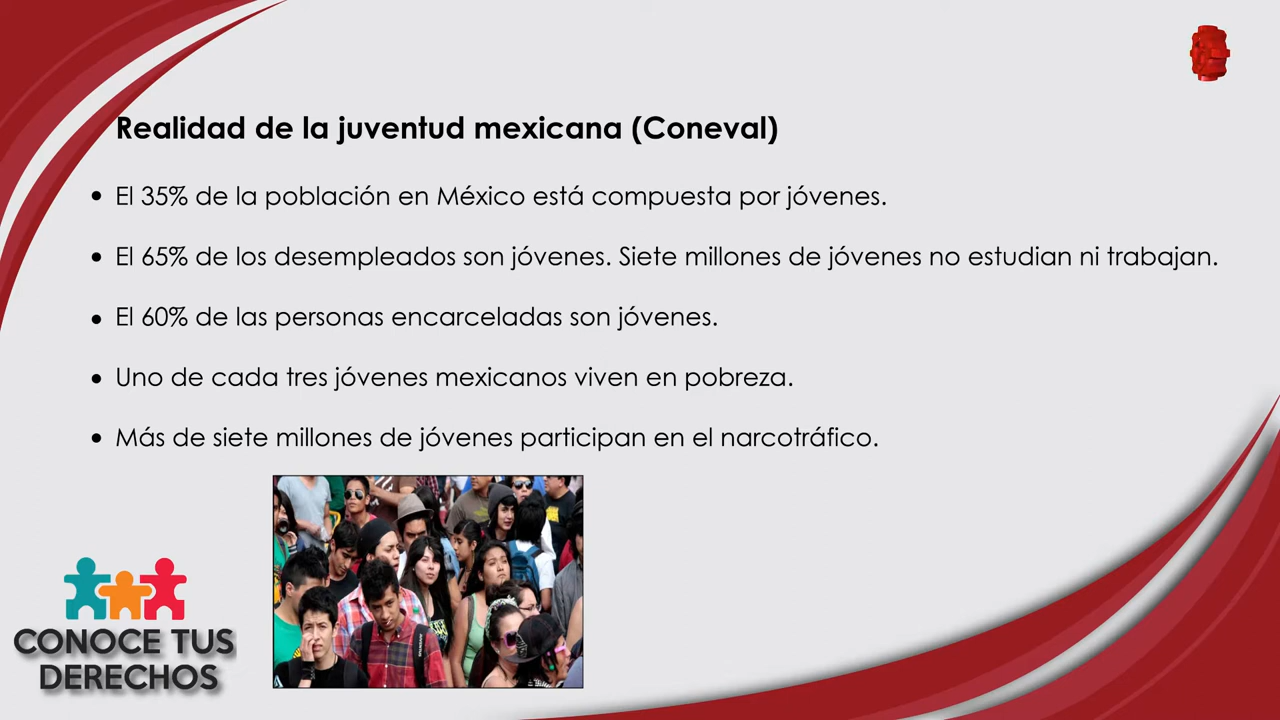 Realidad de la juventud mexicana (Coneval)
• El 35% de la población en México está compuesta por jóvenes.
• El 65% de los desempleados son jóvenes. Siete millones de jóvenes no estudian ni trabajan.
• El 60% de las personas encarceladas son jóvenes.
• Uno de cada tres jóvenes mexicanos viven en pobreza.
• Más de siete millones de jóvenes participan en el narcotráfico.
CONOCE TUS
DERECHOS